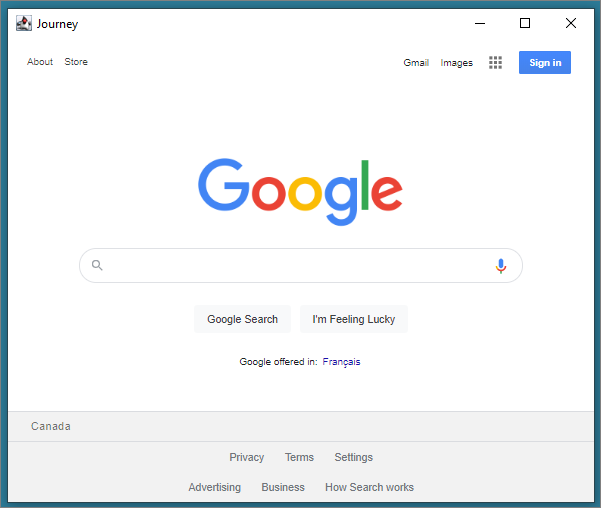 Journey
About Store Gmail Images Sign in
Google
Google Search I'm Feeling Lucky
Google offered in: Français
Canada
Privacy Terms Settings
Advertising Business How Search works